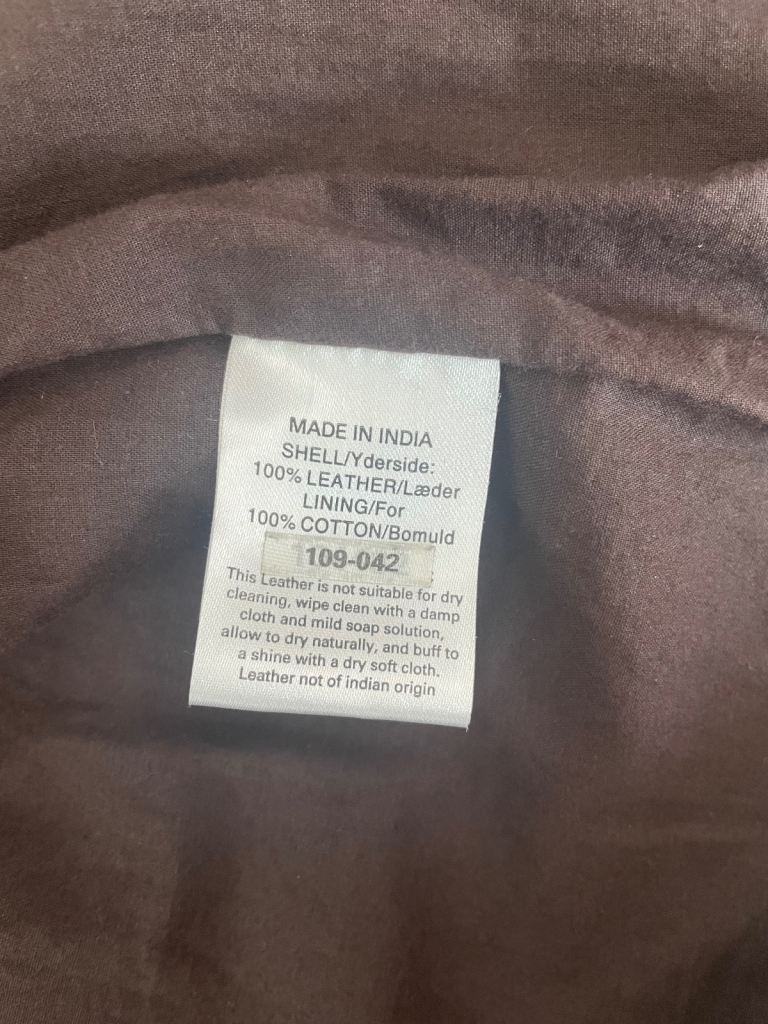 MADE IN INDIA
SHELL/Yderside:
100% LEATHER/Læder
LINING/For
100% COTTON/Bomuld
109-042
This Leather is not suitable for dry
cleaning, wipe clean with a damp
cloth and mild soap solution,
allow to dry naturally, and buff to
a shine with a dry soft cloth.
Leather not of indian origin